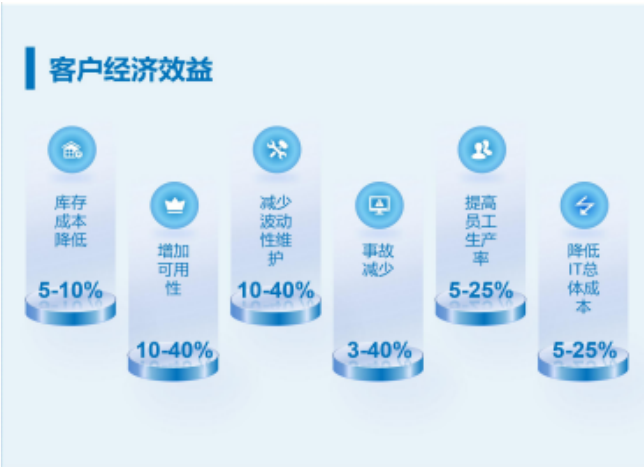 客户经济效益
库存
成本
降低
5-10%
增加
可用
性
10-40%
减少
波动
性维
护
10-40%
事故
减少
3-40%
提高
员工
生产
率
5-25%
降低
IT总
体成
本
5-25%